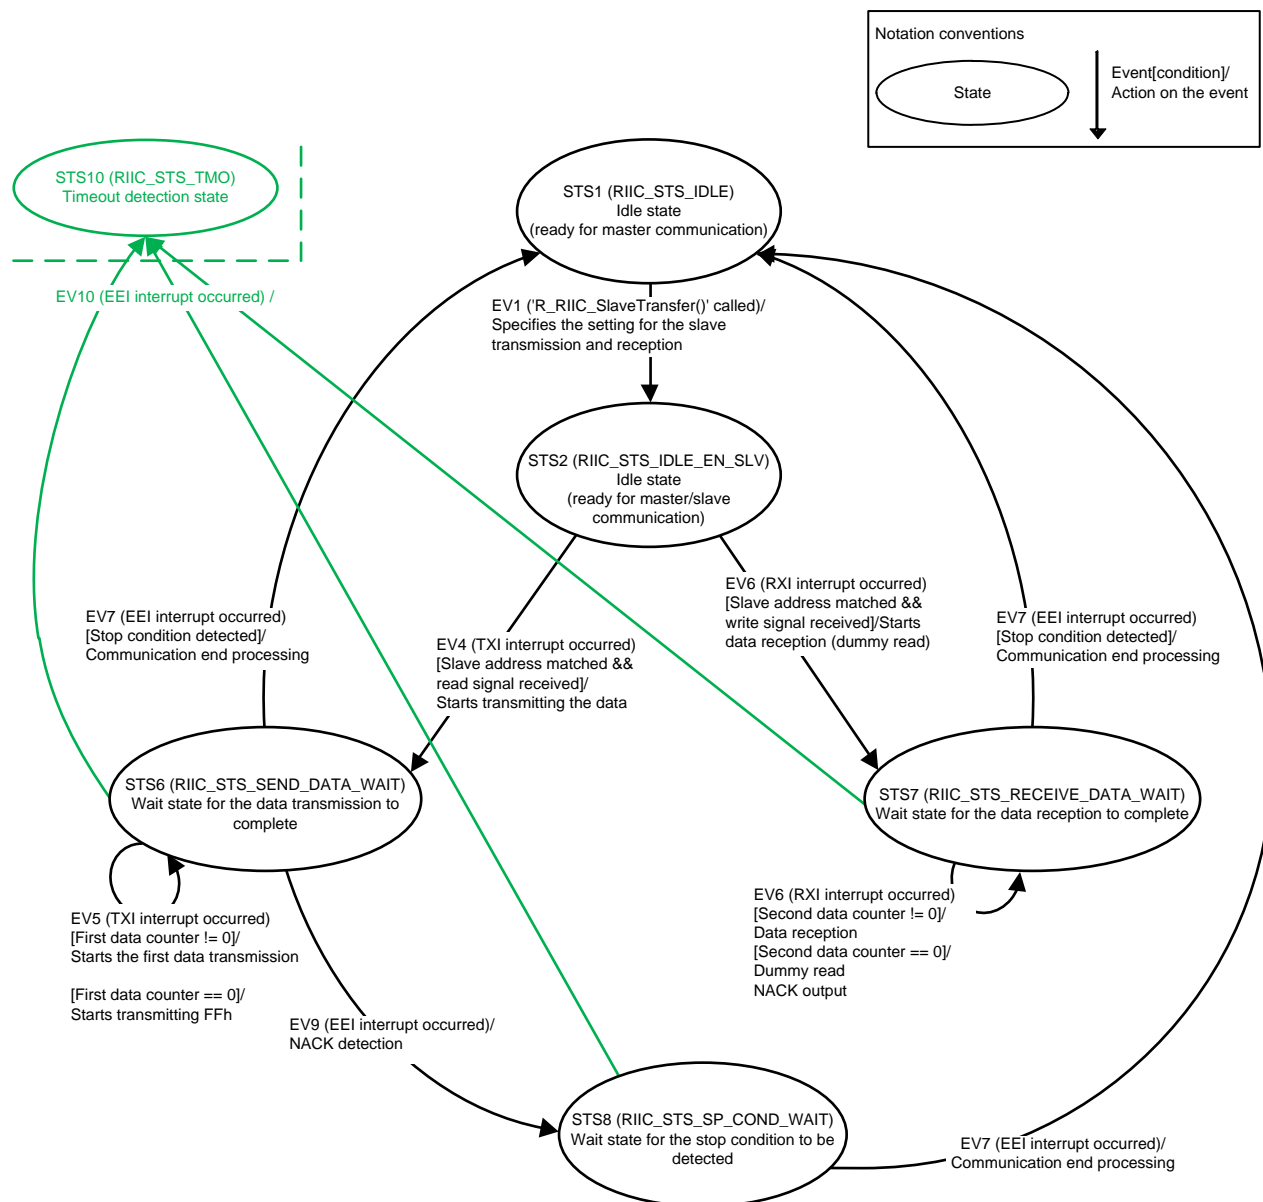 Notation conventions
State
Event[condition]/
Action on the event
STS10 (RIIC_STS_TMO)
Timeout detection state
STS1 (RIIC_STS_IDLE)
Idle state
(ready for master communication)
EV10 (EEI interrupt occurred) /
EV1 ('R_RIIC_SlaveTransfer()' called)/
Specifies the setting for the slave
transmission and reception
STS2 (RIIC_STS_IDLE_EN_SLV)
Idle state
(ready for master/slave
communication)
EV7 (EEI interrupt occurred)
[Stop condition detected]/
Communication end processing
EV4 (TXI interrupt occurred)
[Slave address matched &&
read signal received]/
Starts transmitting the data
EV6 (RXI interrupt occurred)
[Slave address matched &&
write signal received]/Starts
data reception (dummy read)
EV7 (EEI interrupt occurred)
[Stop condition detected]/
Communication end processing
STS6 (RIIC_STS_SEND_DATA_WAIT)
Wait state for the data transmission to
complete
STS7 (RIIC_STS_RECEIVE_DATA_WAIT)
Wait state for the data reception to complete
EV5 (TXI interrupt occurred)
[First data counter != 0]/
Starts the first data transmission
[First data counter == 0]/
Starts transmitting FFh
EV6 (RXI interrupt occurred)
[Second data counter != 0]/
Data reception
[Second data counter == 0]/
Dummy read
NACK output
EV9 (EEI interrupt occurred)/
NACK detection
STS8 (RIIC_STS_SP_COND_WAIT)
Wait state for the stop condition to be
detected
EV7 (EEI interrupt occurred)/
Communication end processing